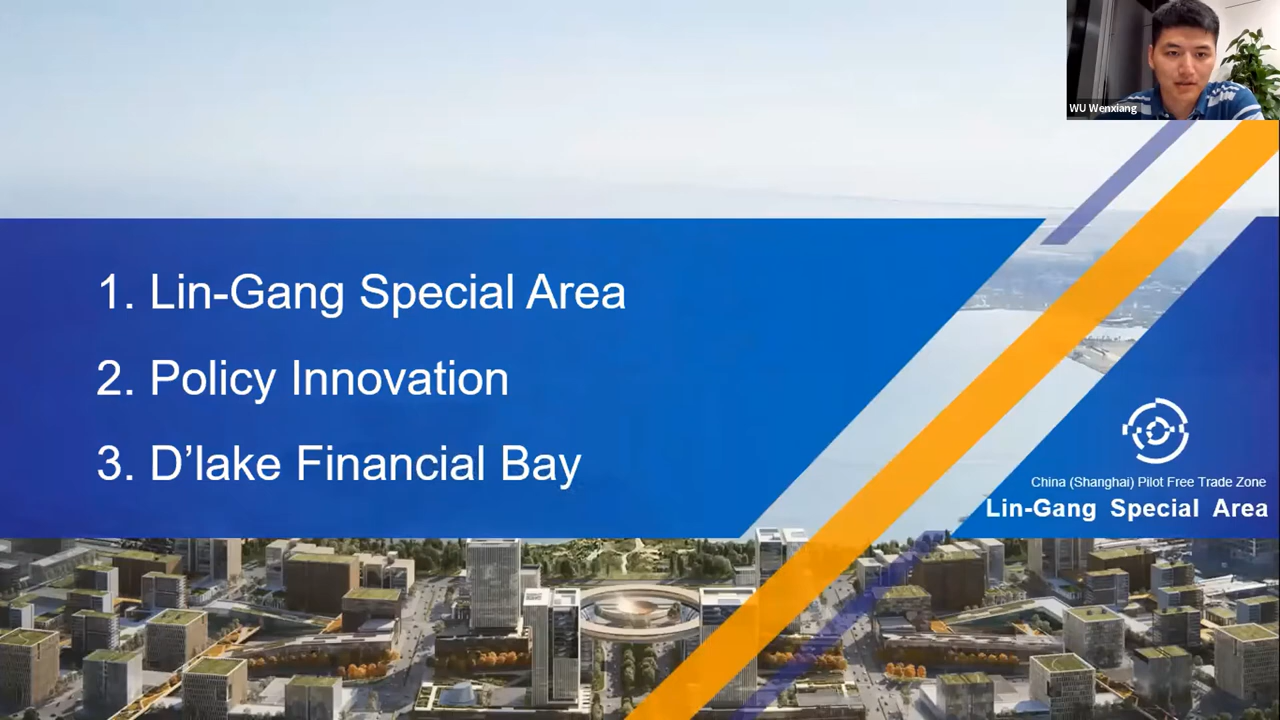 WU Wenxiang
1. Lin-Gang Special Area
2. Policy Innovation
3. D’lake Financial Bay
China (Shanghai) Pilot Free Trade Zone
Lin-Gang Special Area